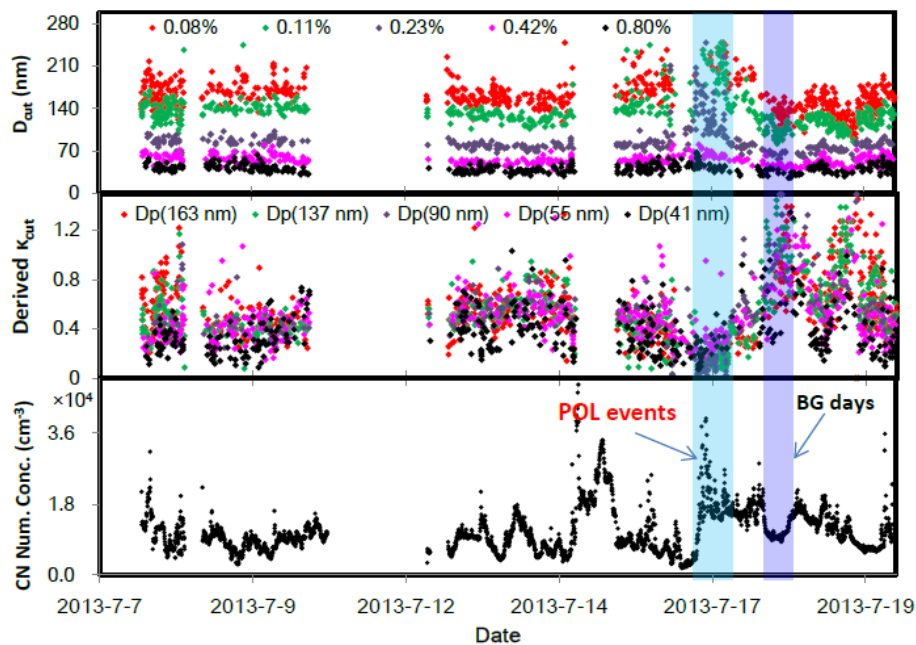 280
210
140
70
0
D_cut (nm)
0.08% 0.11% 0.23% 0.42% 0.80%
1.2
0.8
0.4
0
Derived κ_cut
Dp(163 nm) Dp(137 nm) Dp(90 nm) Dp(55 nm) Dp(41 nm)
×10⁴
3.6
1.8
0.0
CN Num. Conc. (cm⁻³)
POL events
BG days
2013-7-7 2013-7-9 2013-7-12 2013-7-14 2013-7-17 2013-7-19
Date